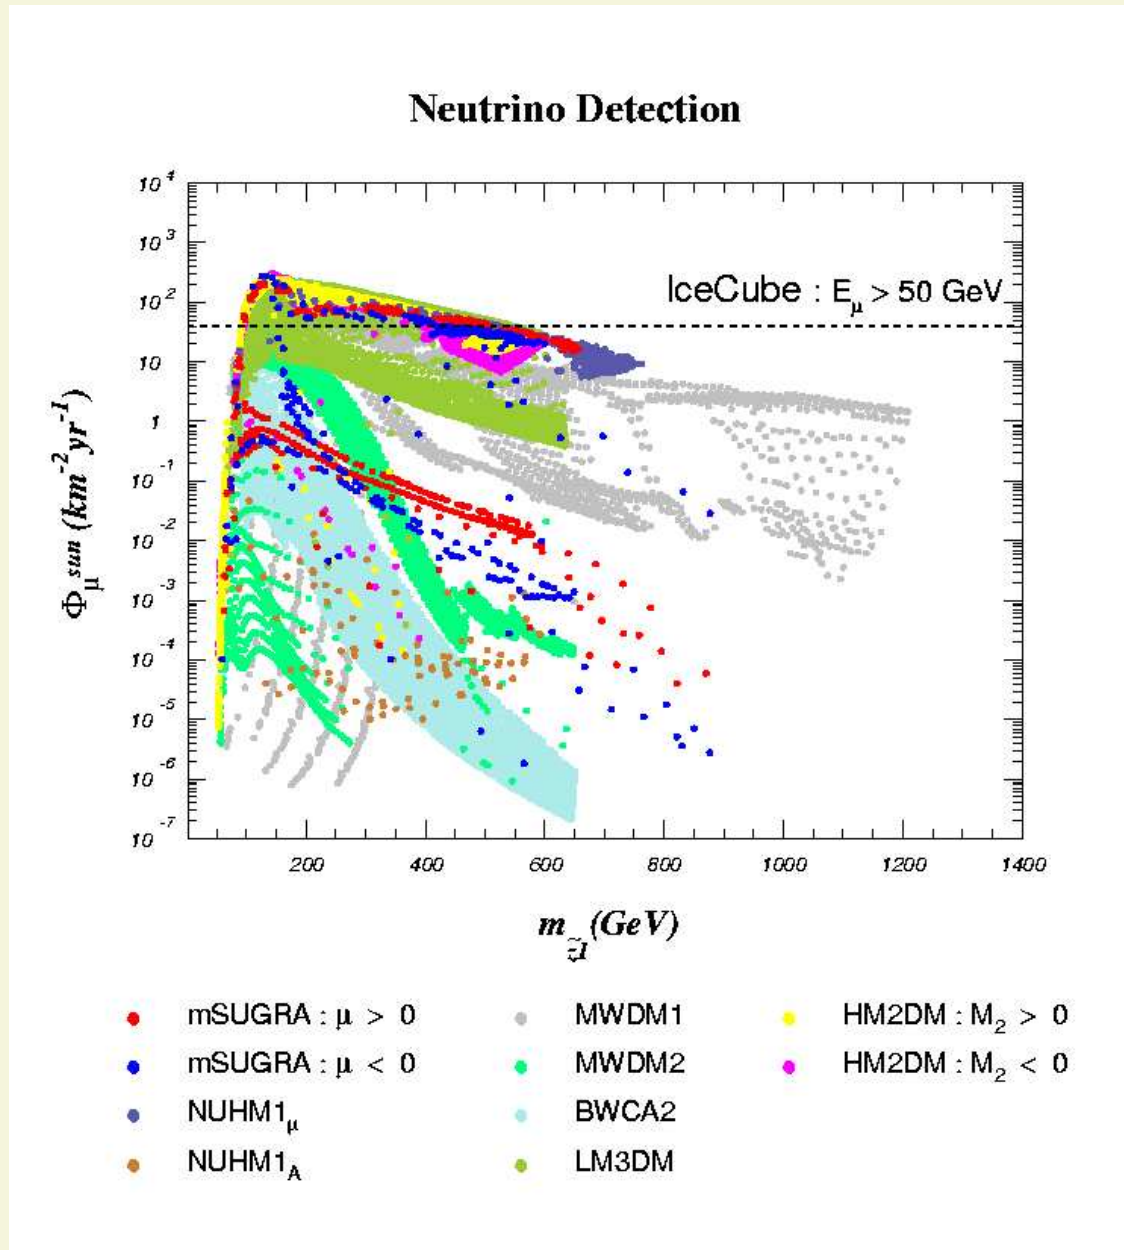 Neutrino Detection
10^4
10^3
10^2
10
1
10^-1
10^-2
10^-3
10^-4
10^-5
10^-6
10^-7
Φ_μ^sun (km^-2 yr^-1)
IceCube : E_μ > 50 GeV
200 400 600 800 1000 1200 1400
m_z̃1 (GeV)
mSUGRA : μ > 0 MWDM1 HM2DM : M_2 > 0
mSUGRA : μ < 0 MWDM2 HM2DM : M_2 < 0
NUHM1_μ BWCA2
NUHM1_A LM3DM